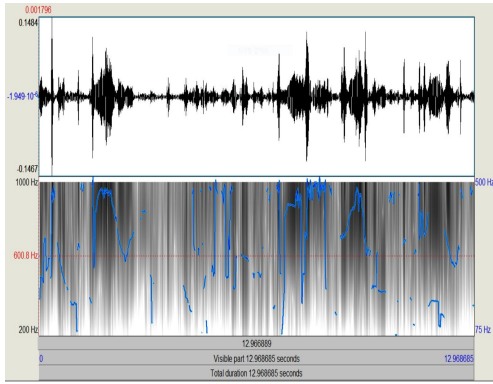 0.001796
0.1484
-1.949·10⁻⁶
-0.1467
1000 Hz
500 Hz
600.8 Hz
200 Hz
75 Hz
12.966889
0 Visible part 12.968685 seconds 12.968685
Total duration 12.968685 seconds